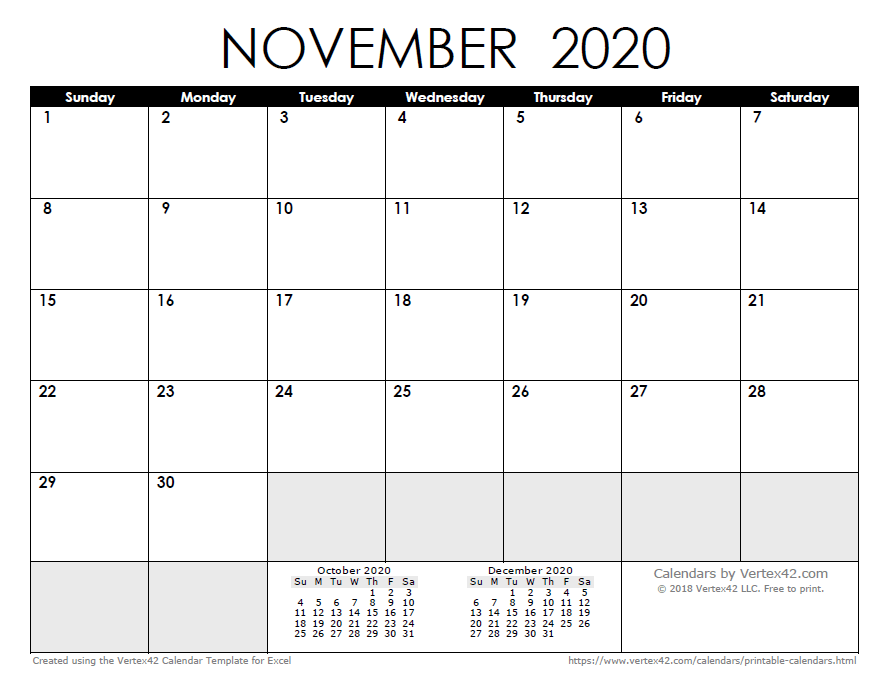 NOVEMBER 2020
Sunday Monday Tuesday Wednesday Thursday Friday Saturday
1 2 3 4 5 6 7
8 9 10 11 12 13 14
15 16 17 18 19 20 21
22 23 24 25 26 27 28
29 30
October 2020
Su M Tu W Th F Sa
1 2 3
4 5 6 7 8 9 10
11 12 13 14 15 16 17
18 19 20 21 22 23 24
25 26 27 28 29 30 31
December 2020
Su M Tu W Th F Sa
1 2 3 4 5
6 7 8 9 10 11 12
13 14 15 16 17 18 19
20 21 22 23 24 25 26
27 28 29 30 31
Calendars by Vertex42.com
© 2018 Vertex42 LLC. Free to print.
Created using the Vertex42 Calendar Template for Excel
https://www.vertex42.com/calendars/printable-calendars.html